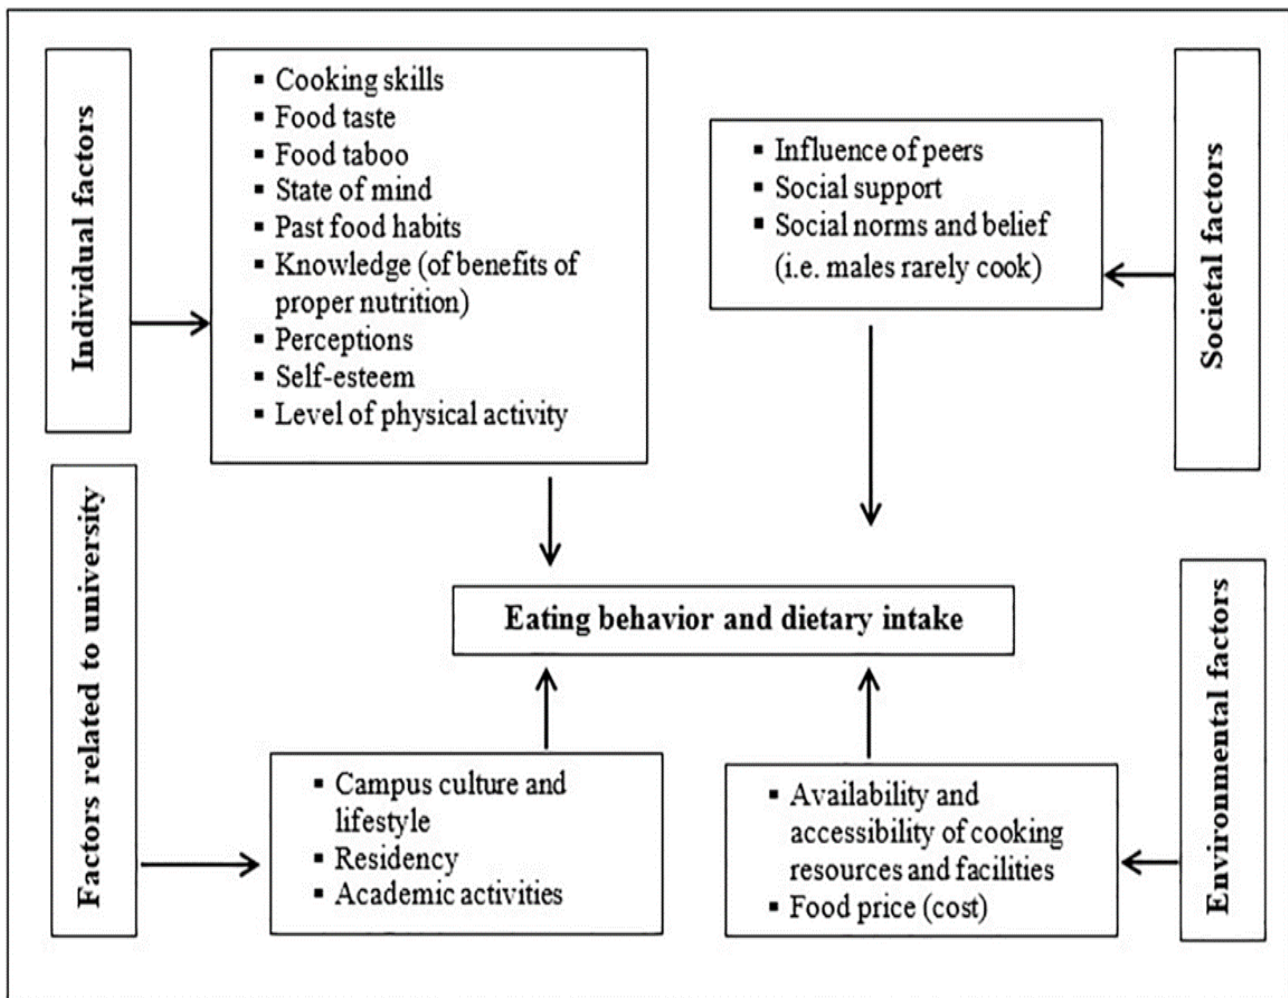 Individual factors
▪ Cooking skills
▪ Food taste
▪ Food taboo
▪ State of mind
▪ Past food habits
▪ Knowledge (of benefits of
proper nutrition)
▪ Perceptions
▪ Self-esteem
▪ Level of physical activity
▪ Influence of peers
▪ Social support
▪ Social norms and belief
(i.e. males rarely cook)
Societal factors
Eating behavior and dietary intake
Factors related to university
▪ Campus culture and
lifestyle
▪ Residency
▪ Academic activities
▪ Availability and
accessibility of cooking
resources and facilities
▪ Food price (cost)
Environmental factors